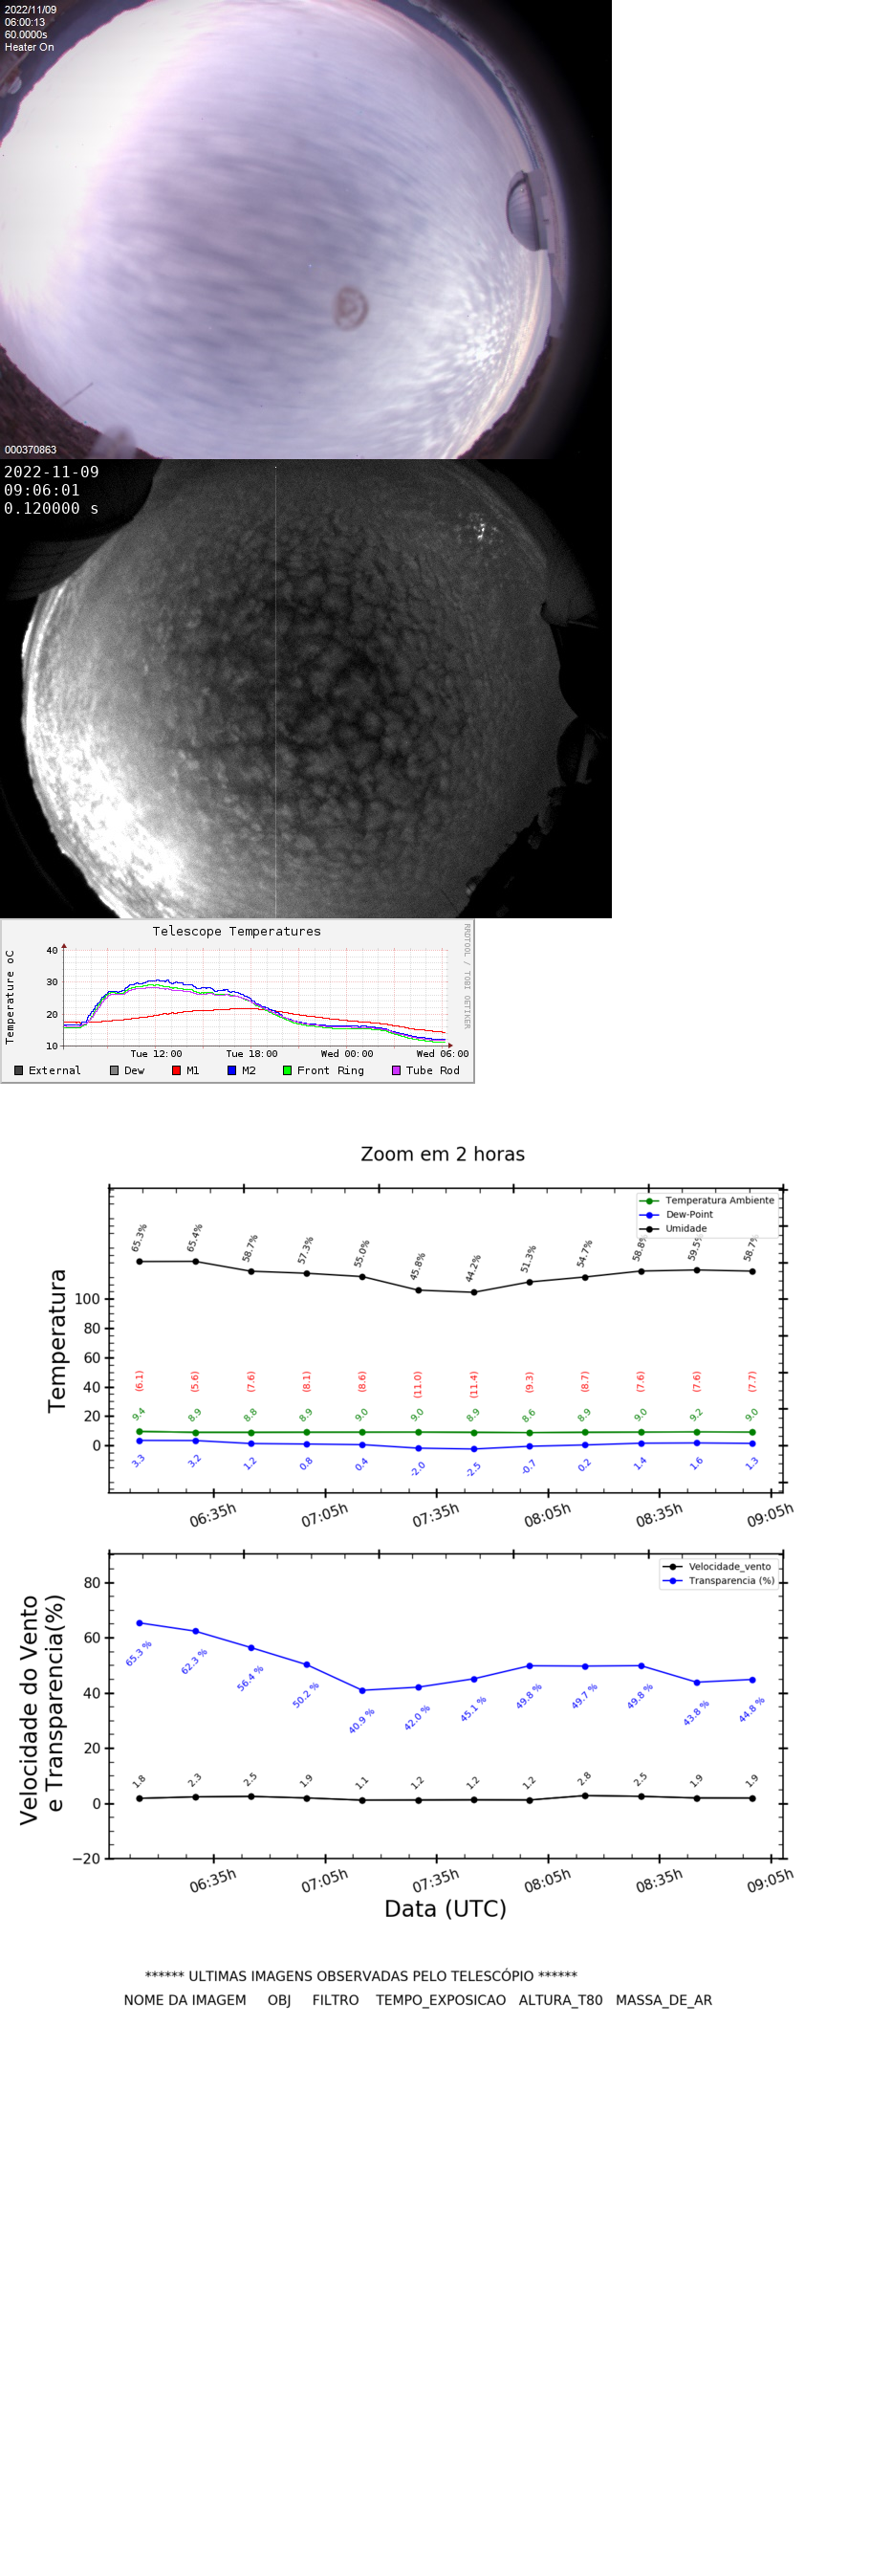 2022/11/09
06:00:13
60.0000s
Heater On
000370863
2022-11-09
09:06:01
0.120000 s
Telescope Temperatures
RRDTOOL / TOBI OETIKER
Temperature oC
40
30
20
10
Tue 12:00 Tue 18:00 Wed 00:00 Wed 06:00
External Dew M1 M2 Front Ring Tube Rod
Zoom em 2 horas
Temperatura Ambiente
Dew-Point
Umidade
65.3% 65.4% 58.7% 57.3% 55.0% 45.8% 44.2% 51.3% 54.7% 58.8% 59.5% 58.7%
Temperatura
100
80
60
40
20
0
(6.1) (5.6) (7.6) (8.1) (8.6) (11.0) (11.4) (9.3) (8.7) (7.6) (7.6) (7.7)
9.4 8.9 8.8 8.9 9.0 9.0 8.9 8.6 8.9 9.0 9.2 9.0
3.3 3.2 1.2 0.8 0.4 -2.0 -2.5 -0.7 0.2 1.4 1.6 1.3
06:35h 07:05h 07:35h 08:05h 08:35h 09:05h
Velocidade_vento
Transparencia (%)
Velocidade do Vento
e Transparencia(%)
80
60
40
20
0
−20
65.3 % 62.3 % 56.4 % 50.2 % 40.9 % 42.0 % 45.1 % 49.8 % 49.7 % 49.8 % 43.8 % 44.8 %
1.8 2.3 2.5 1.9 1.1 1.2 1.2 1.2 2.8 2.5 1.9 1.9
06:35h 07:05h 07:35h 08:05h 08:35h 09:05h
Data (UTC)
****** ULTIMAS IMAGENS OBSERVADAS PELO TELESCÓPIO ******
NOME DA IMAGEM OBJ FILTRO TEMPO_EXPOSICAO ALTURA_T80 MASSA_DE_AR